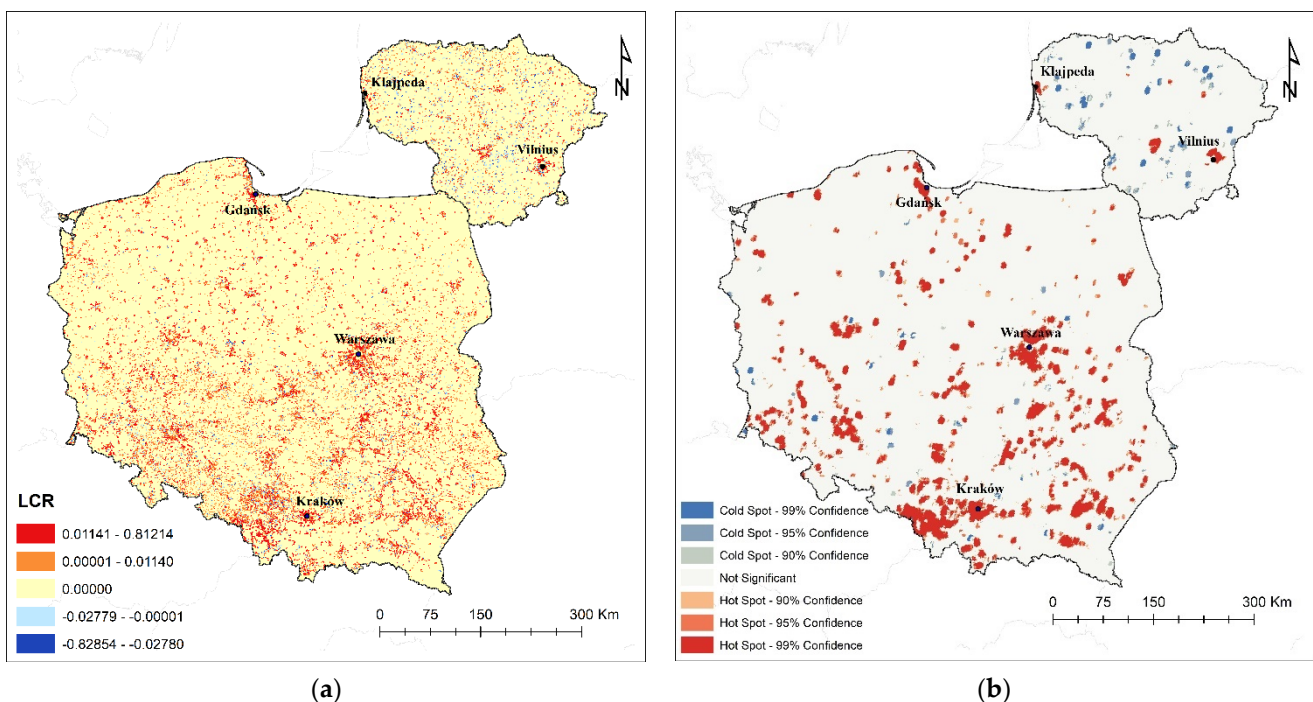 N
Klajpeda
Vilnius
Gdańsk
Warszawa
Kraków
LCR
0.01141 - 0.81214
0.00001 - 0.01140
0.00000
-0.02779 - -0.00001
-0.82854 - -0.02780
0 75 150 300 Km
(a)
N
Klajpeda
Vilnius
Gdańsk
Warszawa
Kraków
Cold Spot - 99% Confidence
Cold Spot - 95% Confidence
Cold Spot - 90% Confidence
Not Significant
Hot Spot - 90% Confidence
Hot Spot - 95% Confidence
Hot Spot - 99% Confidence
0 75 150 300 Km
(b)